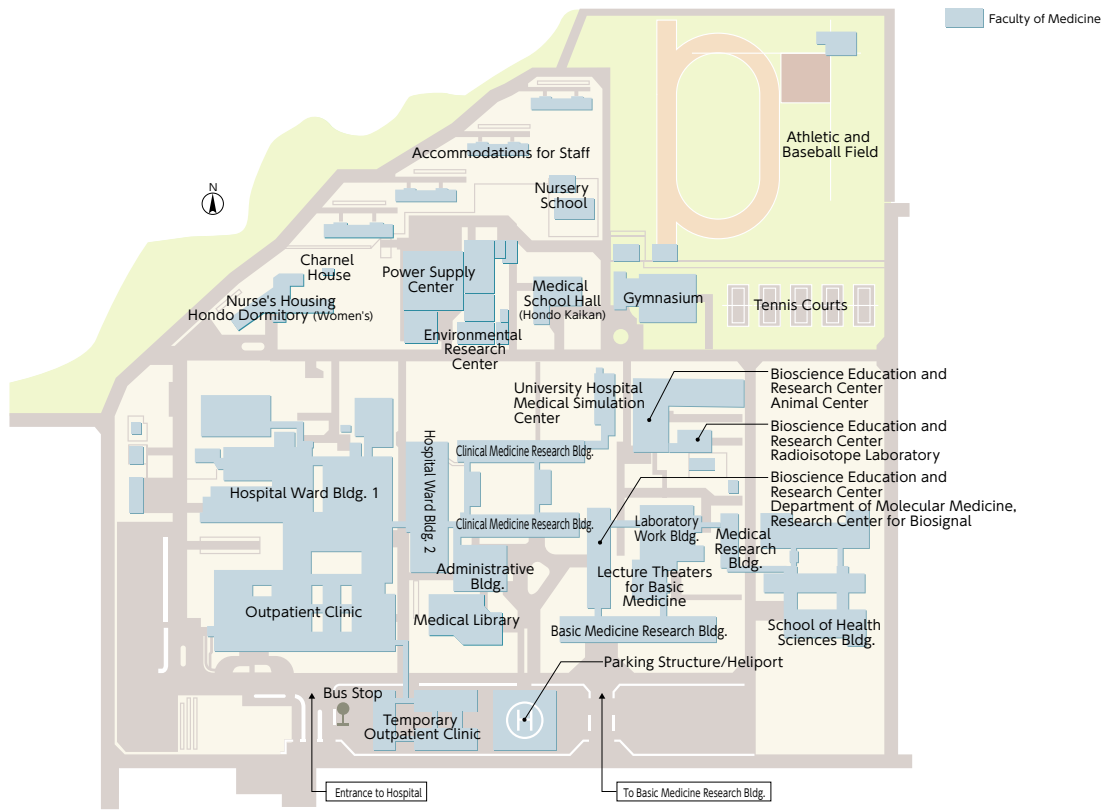 Faculty of Medicine
Athletic and
Baseball Field
Accommodations for Staff
N
Nursery
School
Charnel
House
Power Supply
Center
Medical
School Hall
(Hondo Kaikan)
Gymnasium
Tennis Courts
Nurse's Housing
Hondo Dormitory (Women's)
Environmental
Research
Center
University Hospital
Medical Simulation
Center
Bioscience Education and
Research Center
Animal Center
Bioscience Education and
Research Center
Radioisotope Laboratory
Bioscience Education and
Research Center
Department of Molecular Medicine,
Research Center for Biosignal
Hospital Ward Bldg. 1
Hospital Ward Bldg. 2
Clinical Medicine Research Bldg.
Clinical Medicine Research Bldg.
Laboratory
Work Bldg.
Medical
Research
Bldg.
Administrative
Bldg.
Lecture Theaters
for Basic
Medicine
Outpatient Clinic
Medical Library
Basic Medicine Research Bldg.
School of Health
Sciences Bldg.
Parking Structure/Heliport
Bus Stop
Temporary
Outpatient Clinic
H
Entrance to Hospital
To Basic Medicine Research Bldg.